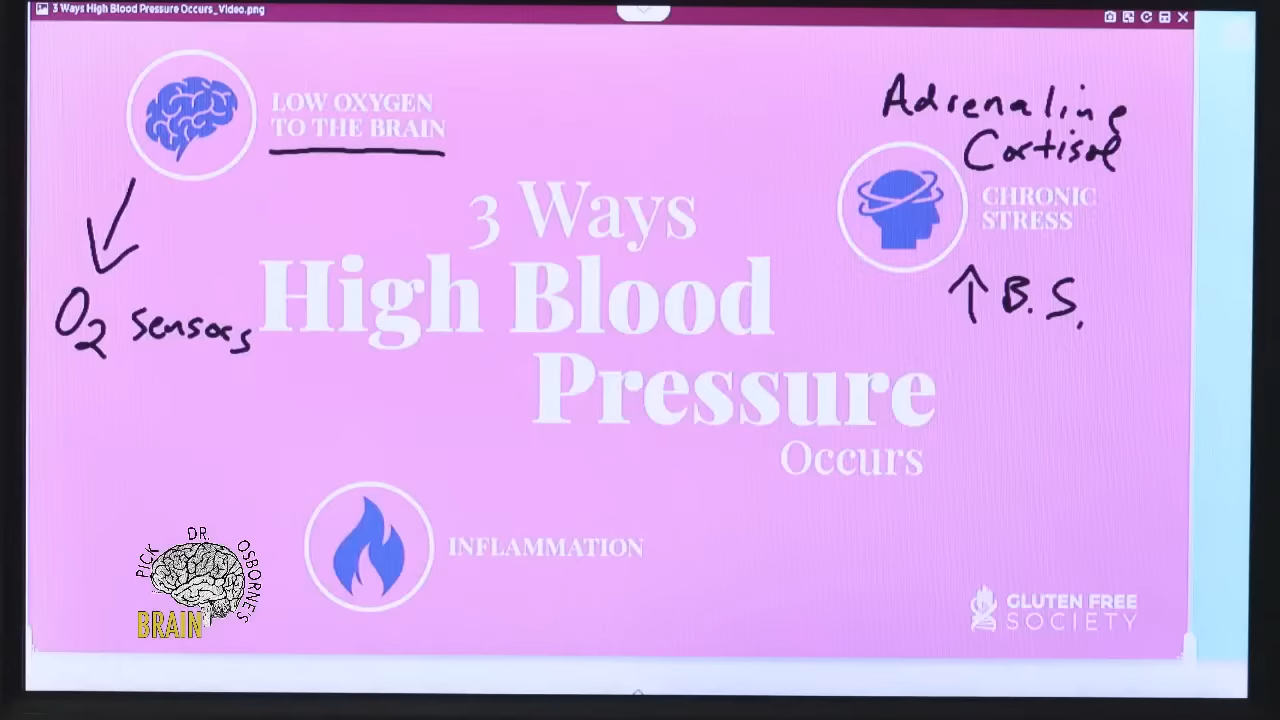 3 Ways High Blood Pressure Occurs_Video.png
LOW OXYGEN
TO THE BRAIN
O2 sensors
Adrenaline
Cortisol
CHRONIC
STRESS
↑ B.S.
3 Ways
High Blood
Pressure
Occurs
INFLAMMATION
PICK DR. OSBORNES
BRAIN
GLUTEN FREE
SOCIETY